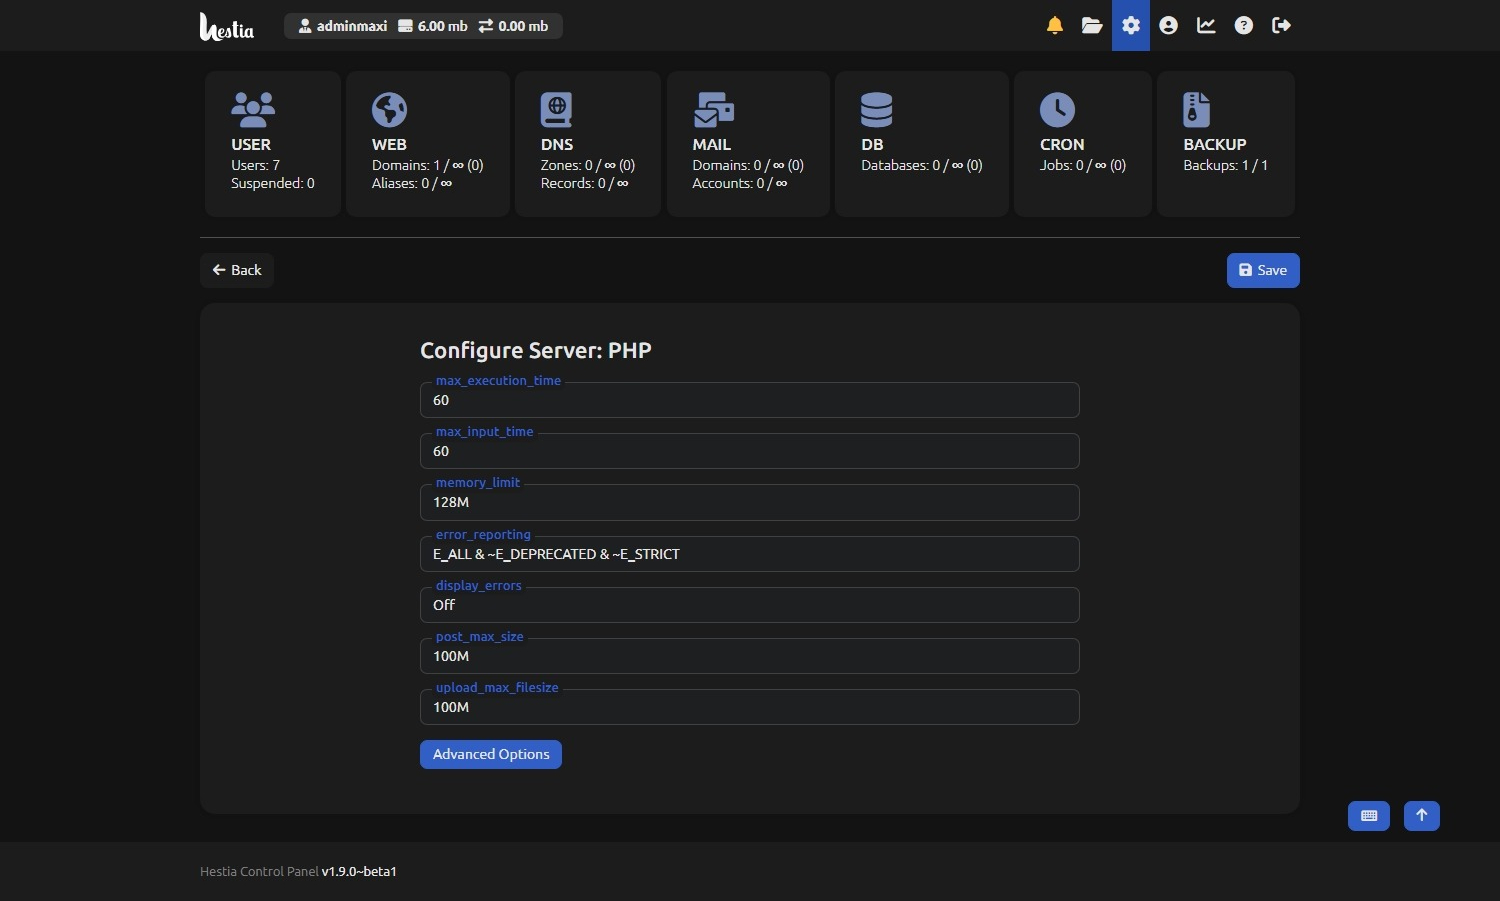 Hestia
adminmaxi 6.00 mb 0.00 mb
USER
Users: 7
Suspended: 0
WEB
Domains: 1 / ∞ (0)
Aliases: 0 / ∞
DNS
Zones: 0 / ∞ (0)
Records: 0 / ∞
MAIL
Domains: 0 / ∞ (0)
Accounts: 0 / ∞
DB
Databases: 0 / ∞ (0)
CRON
Jobs: 0 / ∞ (0)
BACKUP
Backups: 1 / 1
Back
Save
Configure Server: PHP
max_execution_time
60
max_input_time
60
memory_limit
128M
error_reporting
E_ALL & ~E_DEPRECATED & ~E_STRICT
display_errors
Off
post_max_size
100M
upload_max_filesize
100M
Advanced Options
Hestia Control Panel v1.9.0~beta1